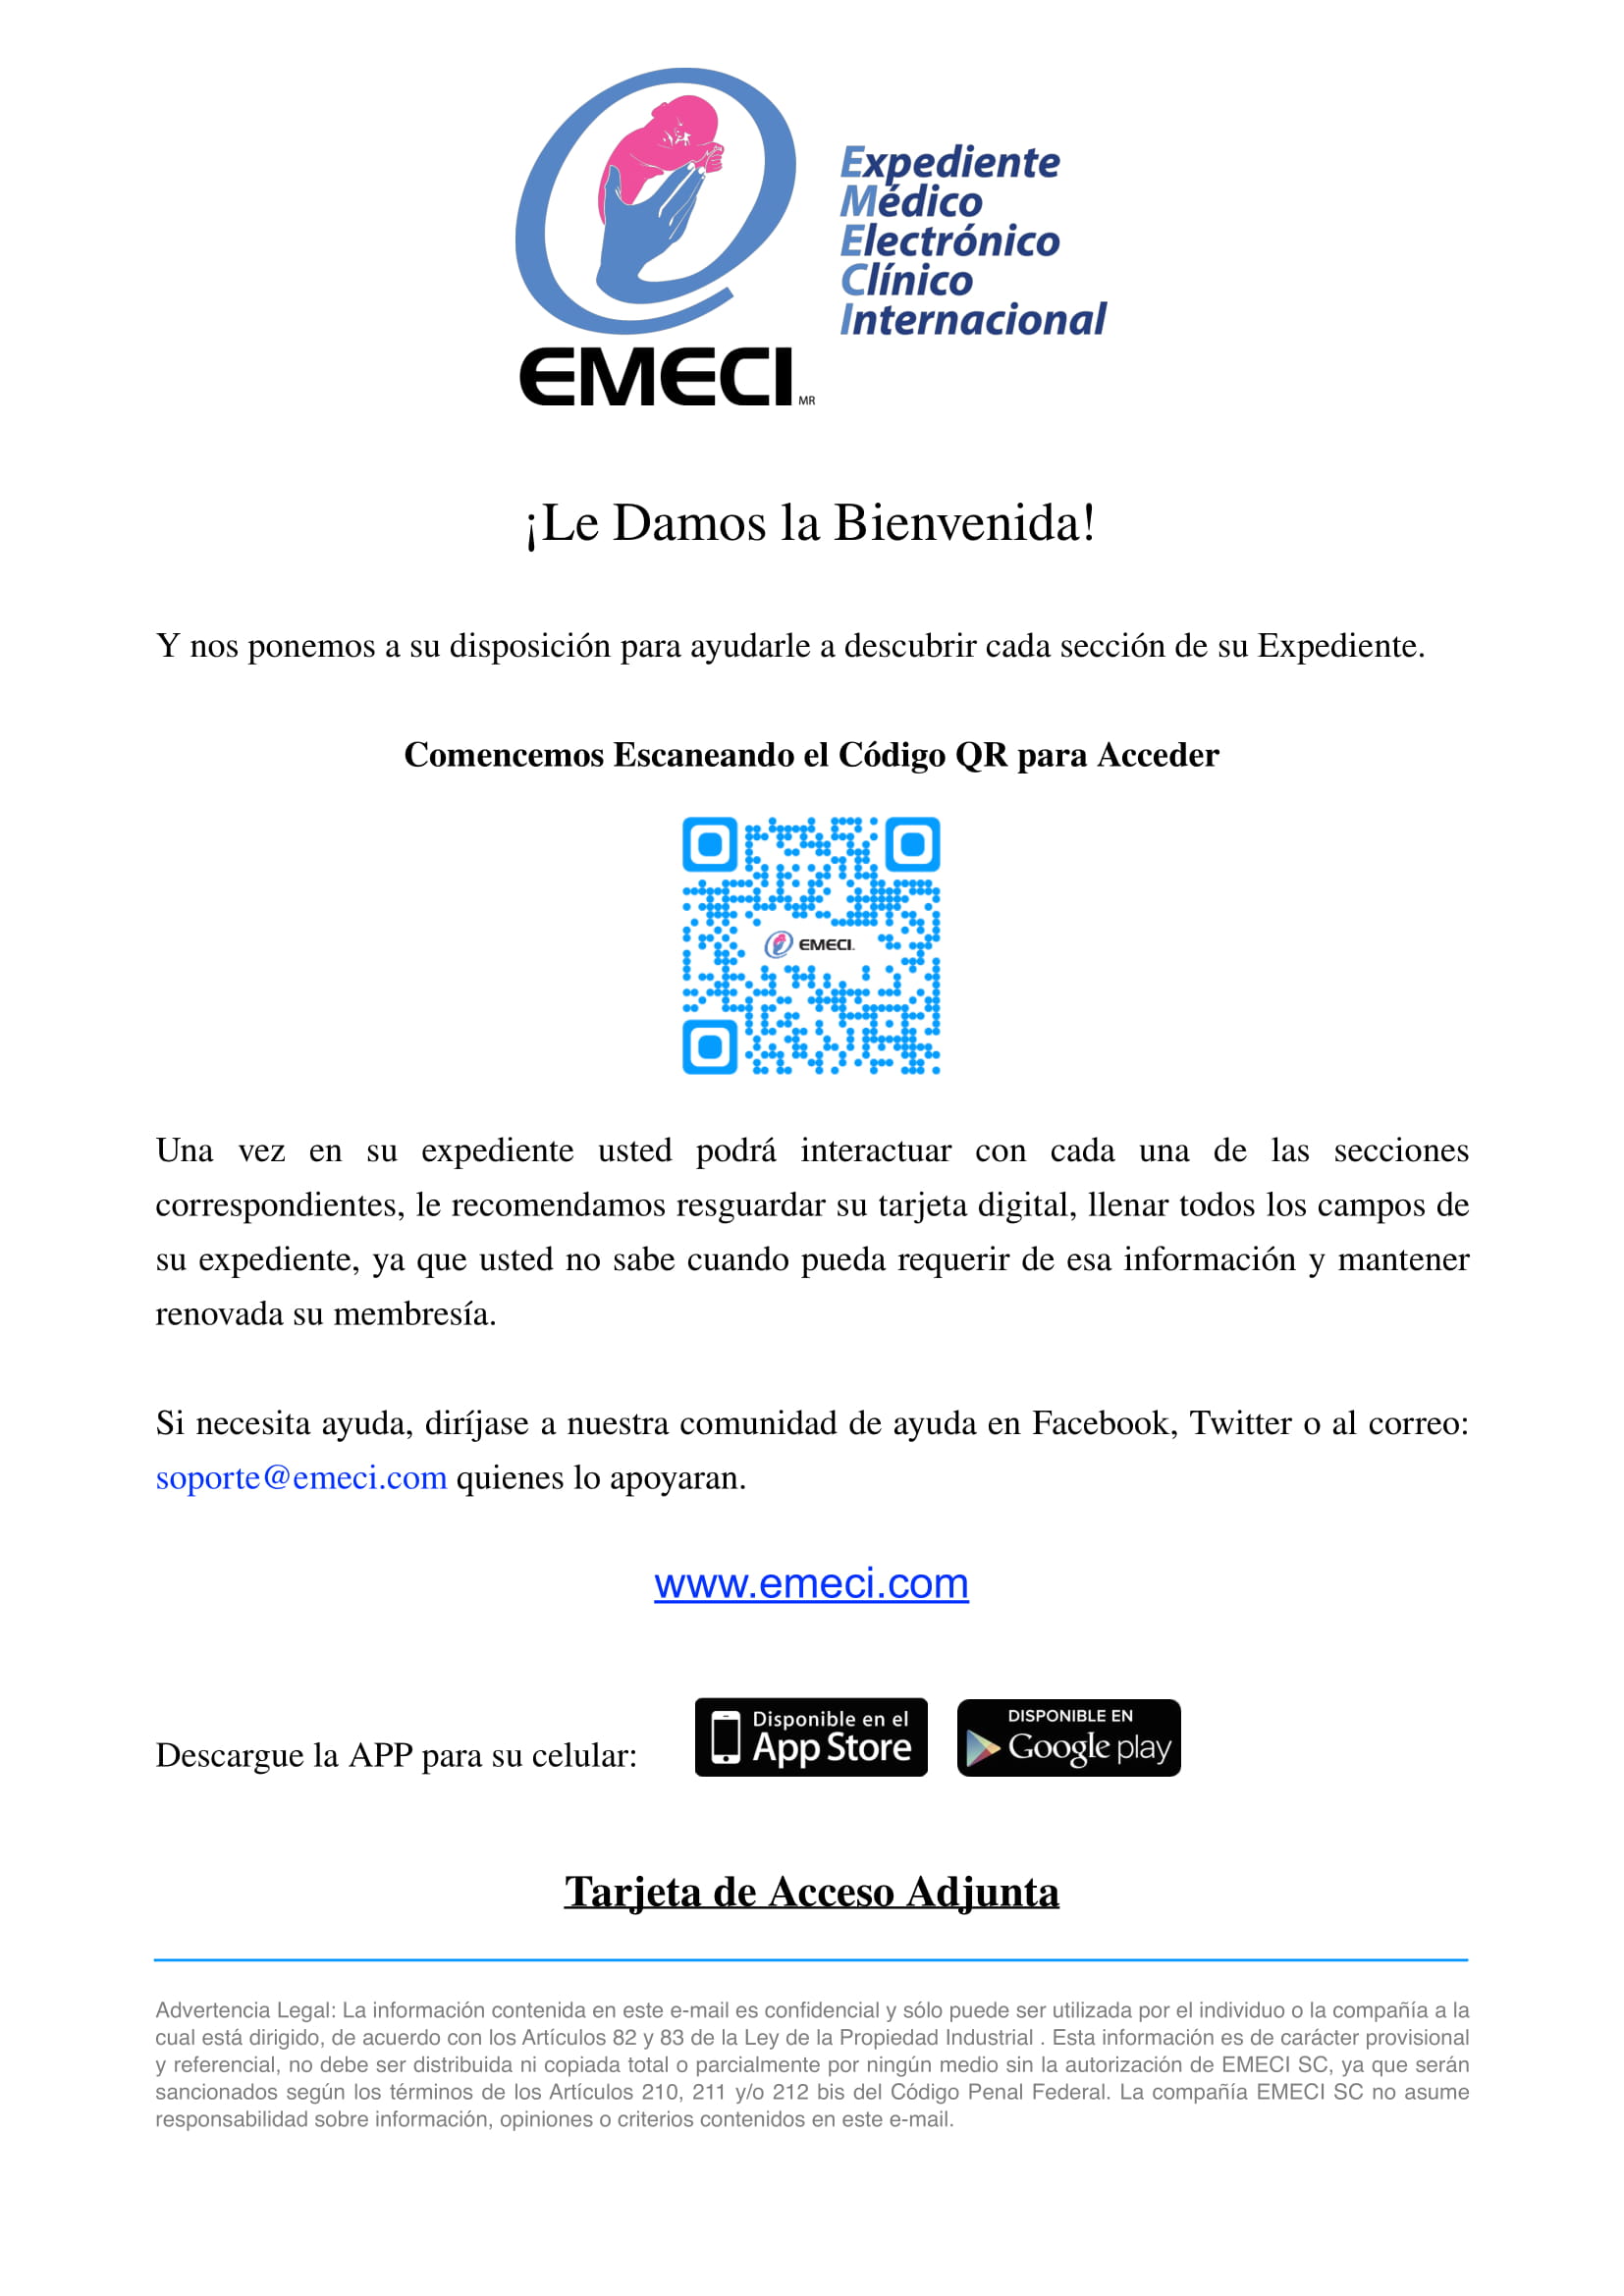 Expediente
Médico
Electrónico
Clínico
Internacional
EMECI MR
¡Le Damos la Bienvenida!
Y nos ponemos a su disposición para ayudarle a descubrir cada sección de su Expediente.
Comencemos Escaneando el Código QR para Acceder
EMECI
Una vez en su expediente usted podrá interactuar con cada una de las secciones
correspondientes, le recomendamos resguardar su tarjeta digital, llenar todos los campos de
su expediente, ya que usted no sabe cuando pueda requerir de esa información y mantener
renovada su membresía.
Si necesita ayuda, diríjase a nuestra comunidad de ayuda en Facebook, Twitter o al correo:
soporte@emeci.com quienes lo apoyaran.
www.emeci.com
Descargue la APP para su celular:
Disponible en el
App Store
DISPONIBLE EN
Google play
Tarjeta de Acceso Adjunta
Advertencia Legal: La información contenida en este e-mail es confidencial y sólo puede ser utilizada por el individuo o la compañía a la
cual está dirigido, de acuerdo con los Artículos 82 y 83 de la Ley de la Propiedad Industrial . Esta información es de carácter provisional
y referencial, no debe ser distribuida ni copiada total o parcialmente por ningún medio sin la autorización de EMECI SC, ya que serán
sancionados según los términos de los Artículos 210, 211 y/o 212 bis del Código Penal Federal. La compañía EMECI SC no asume
responsabilidad sobre información, opiniones o criterios contenidos en este e-mail.